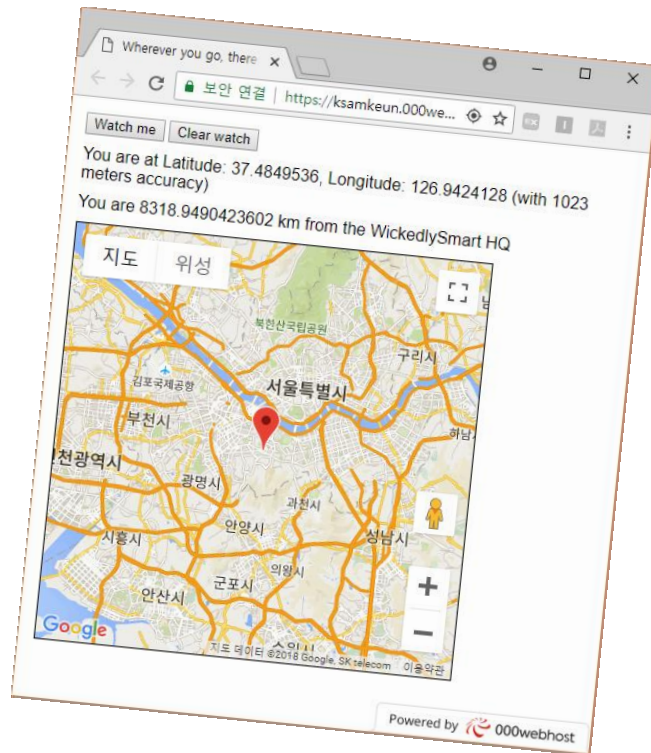 Wherever you go, there
보안 연결 | https://ksamkeun.000we...
Watch me Clear watch
You are at Latitude: 37.4849536, Longitude: 126.9424128 (with 1023
meters accuracy)
You are 8318.9490423602 km from the WickedlySmart HQ
지도 위성
북한산국립공원
구리시
김포국제공항
서울특별시
부천시
하남
천광역시
광명시
과천시
안양시
성남시
시흥시
의왕시
군포시
안산시
Google
지도 데이터 ©2018 Google, SK telecom 이용약관
Powered by 000webhost